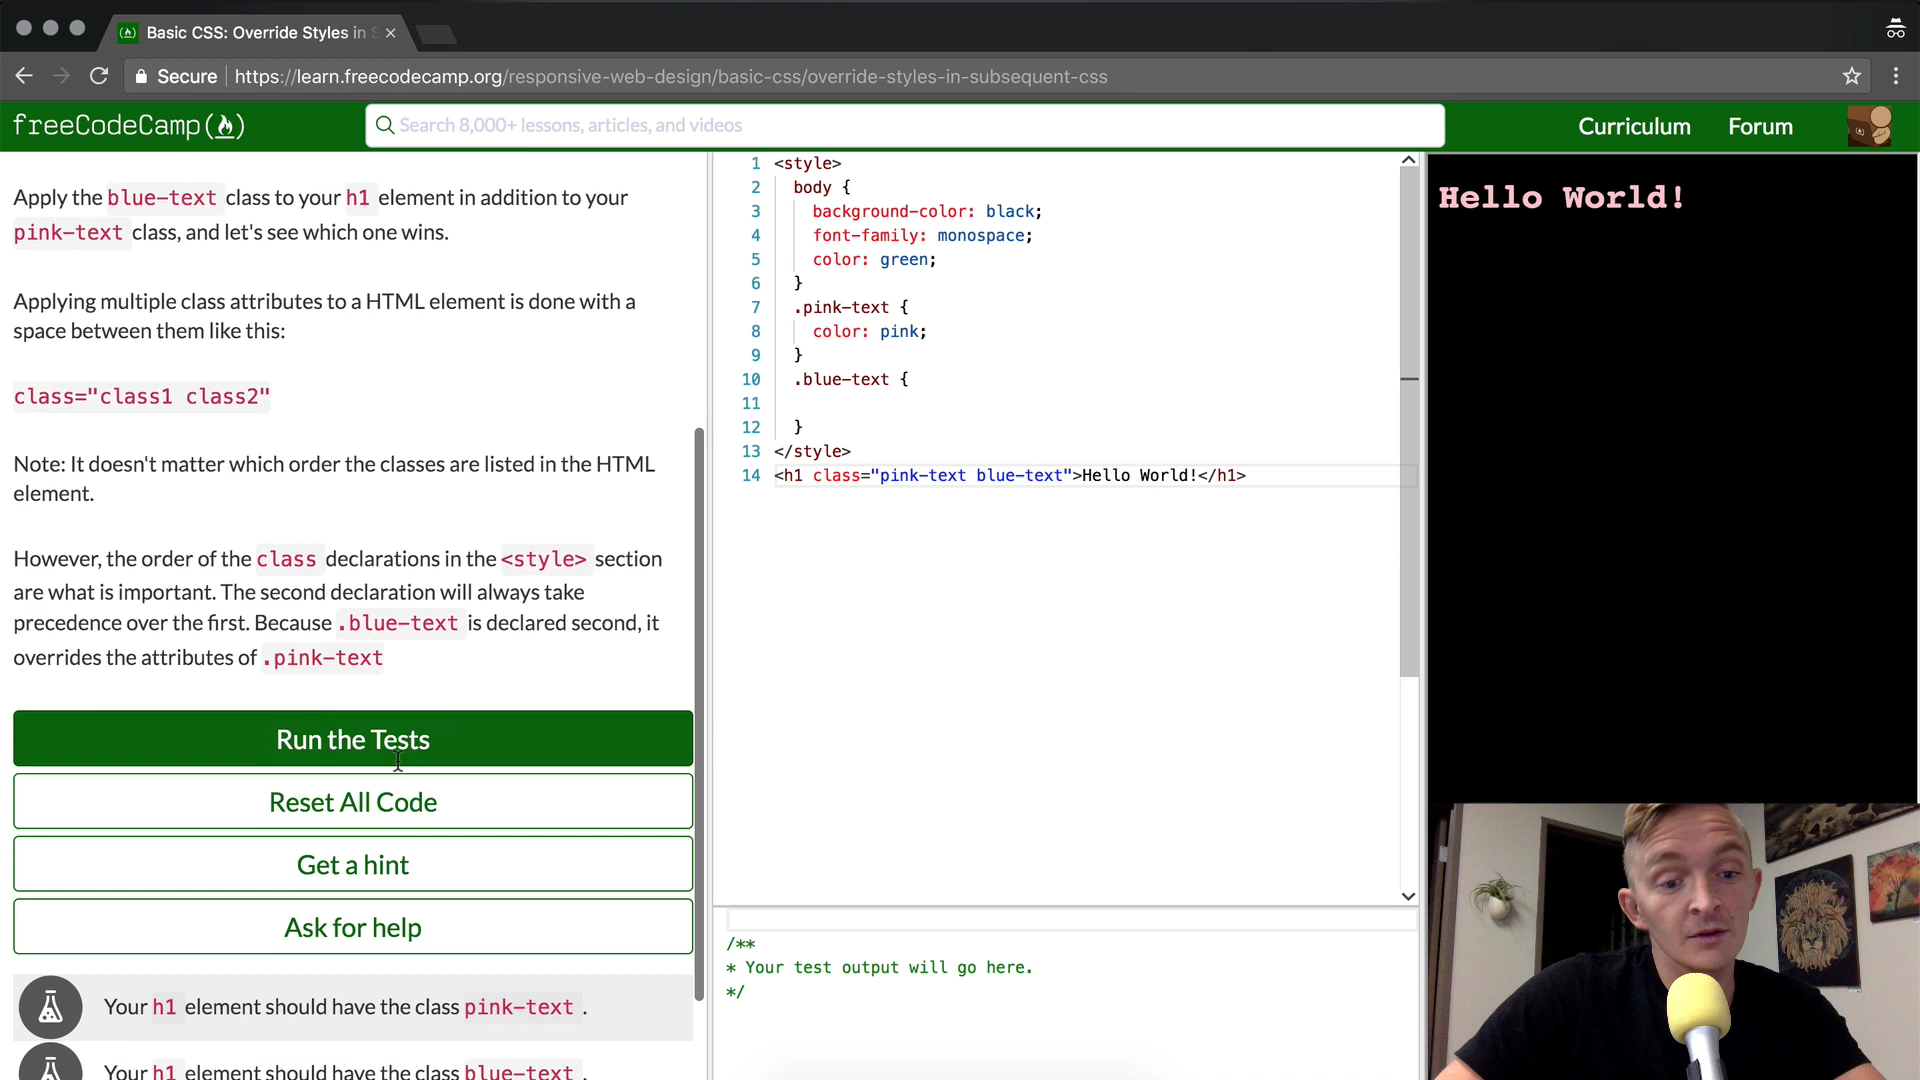 Basic CSS: Override Styles in S
Secure https://learn.freecodecamp.org/responsive-web-design/basic-css/override-styles-in-subsequent-css
freeCodeCamp
Search 8,000+ lessons, articles, and videos
Curriculum Forum
Apply the blue-text class to your h1 element in addition to your
pink-text class, and let's see which one wins.
Applying multiple class attributes to a HTML element is done with a
space between them like this:
class="class1 class2"
Note: It doesn't matter which order the classes are listed in the HTML
element.
However, the order of the class declarations in the <style> section
are what is important. The second declaration will always take
precedence over the first. Because .blue-text is declared second, it
overrides the attributes of .pink-text
Run the Tests
Reset All Code
Get a hint
Ask for help
Your h1 element should have the class pink-text .
Your h1 element should have the class blue-text .
1 <style>
2 body {
3 background-color: black;
4 font-family: monospace;
5 color: green;
6 }
7 .pink-text {
8 color: pink;
9 }
10 .blue-text {
11
12 }
13 </style>
14 <h1 class="pink-text blue-text">Hello World!</h1>
/**
* Your test output will go here.
*/
Hello World!